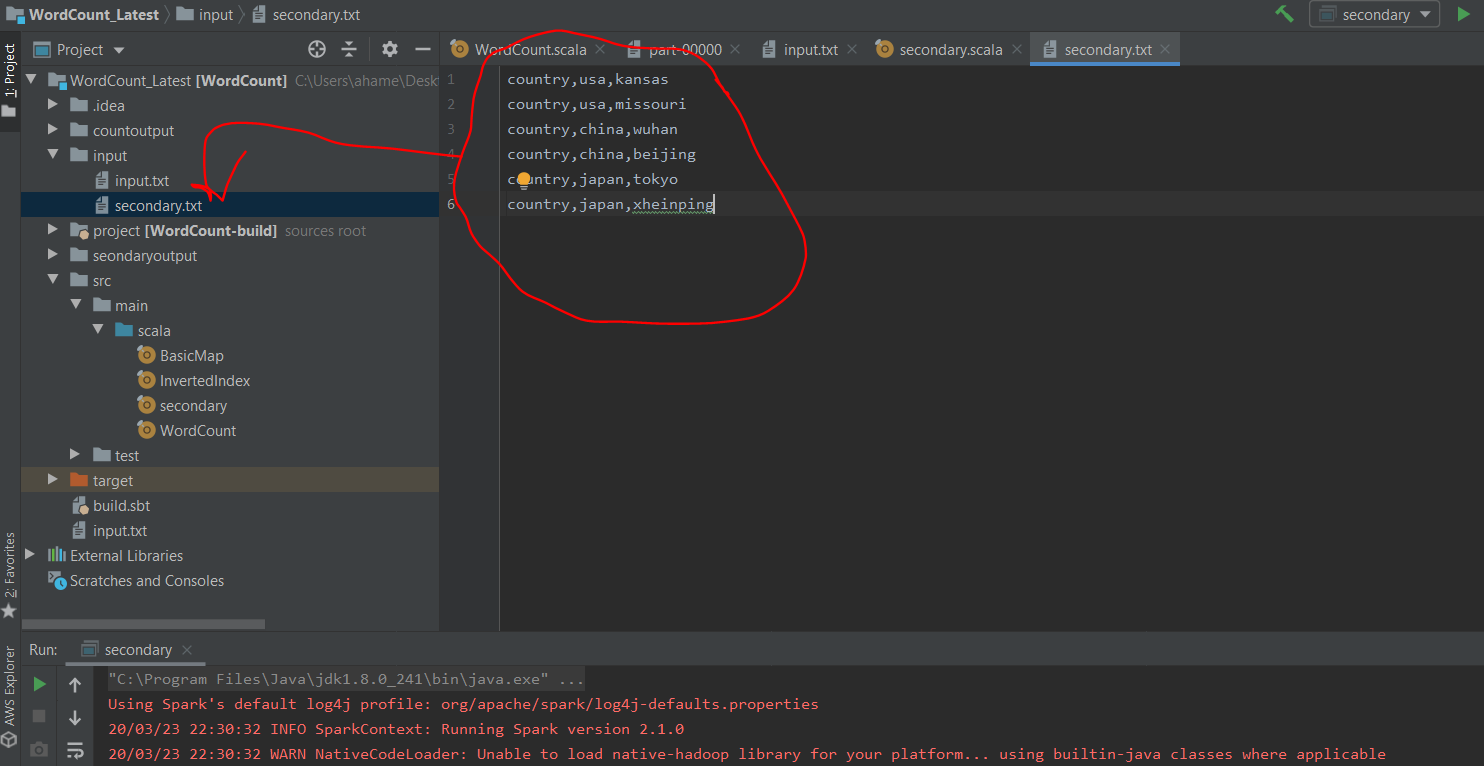 WordCount_Latest input secondary.txt secondary
1: Project
Project
WordCount.scala part-00000 input.txt secondary.scala secondary.txt
WordCount_Latest [WordCount] C:\Users\ahame\Deskt
.idea
countoutput
input
input.txt
secondary.txt
project [WordCount-build] sources root
seondaryoutput
src
main
scala
BasicMap
InvertedIndex
secondary
WordCount
test
target
build.sbt
input.txt
External Libraries
Scratches and Consoles
1 country,usa,kansas
2 country,usa,missouri
3 country,china,wuhan
4 country,china,beijing
5 country,japan,tokyo
6 country,japan,xheinping
2: Favorites
AWS Explorer
Run: secondary
"C:\Program Files\Java\jdk1.8.0_241\bin\java.exe" ...
Using Spark's default log4j profile: org/apache/spark/log4j-defaults.properties
20/03/23 22:30:32 INFO SparkContext: Running Spark version 2.1.0
20/03/23 22:30:32 WARN NativeCodeLoader: Unable to load native-hadoop library for your platform... using builtin-java classes where applicable